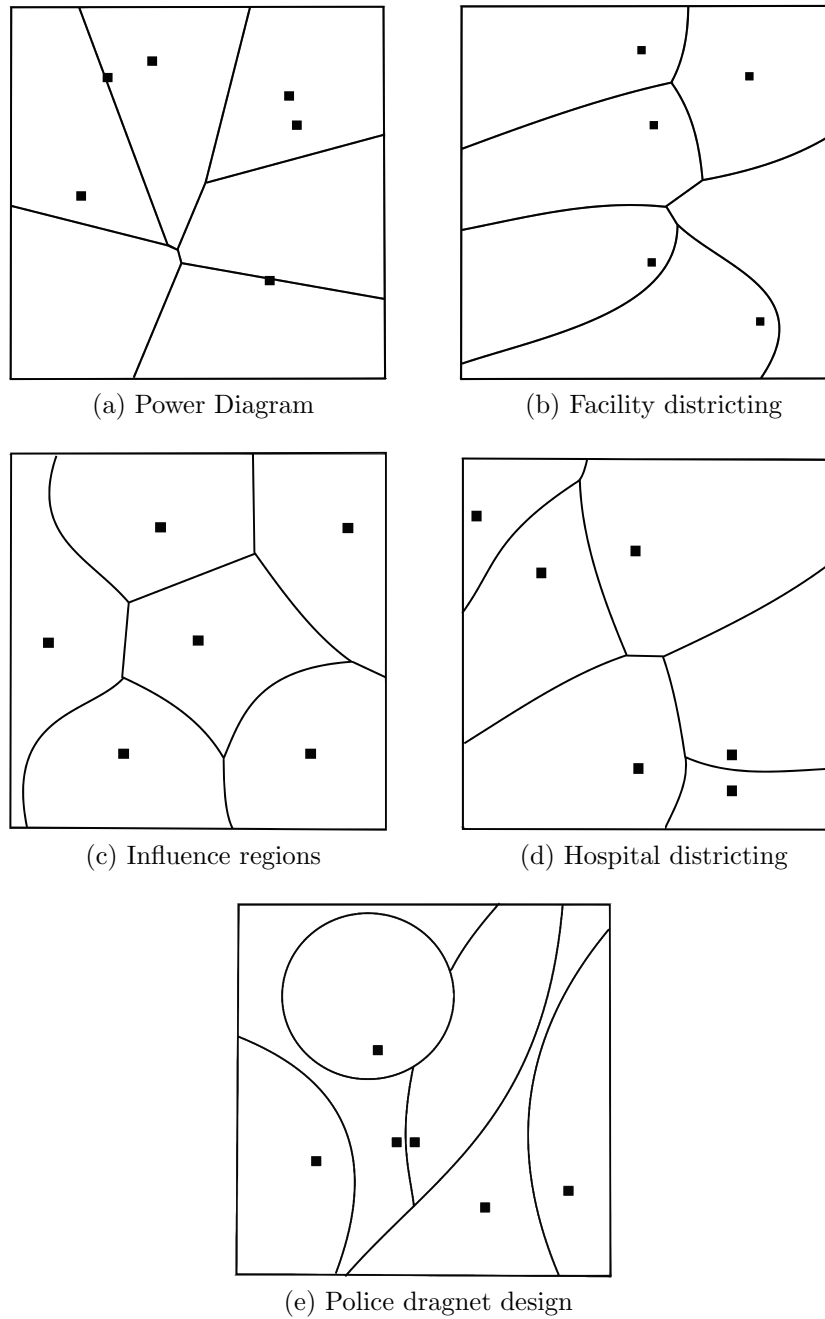 (a) Power Diagram
(b) Facility districting
(c) Influence regions
(d) Hospital districting
(e) Police dragnet design